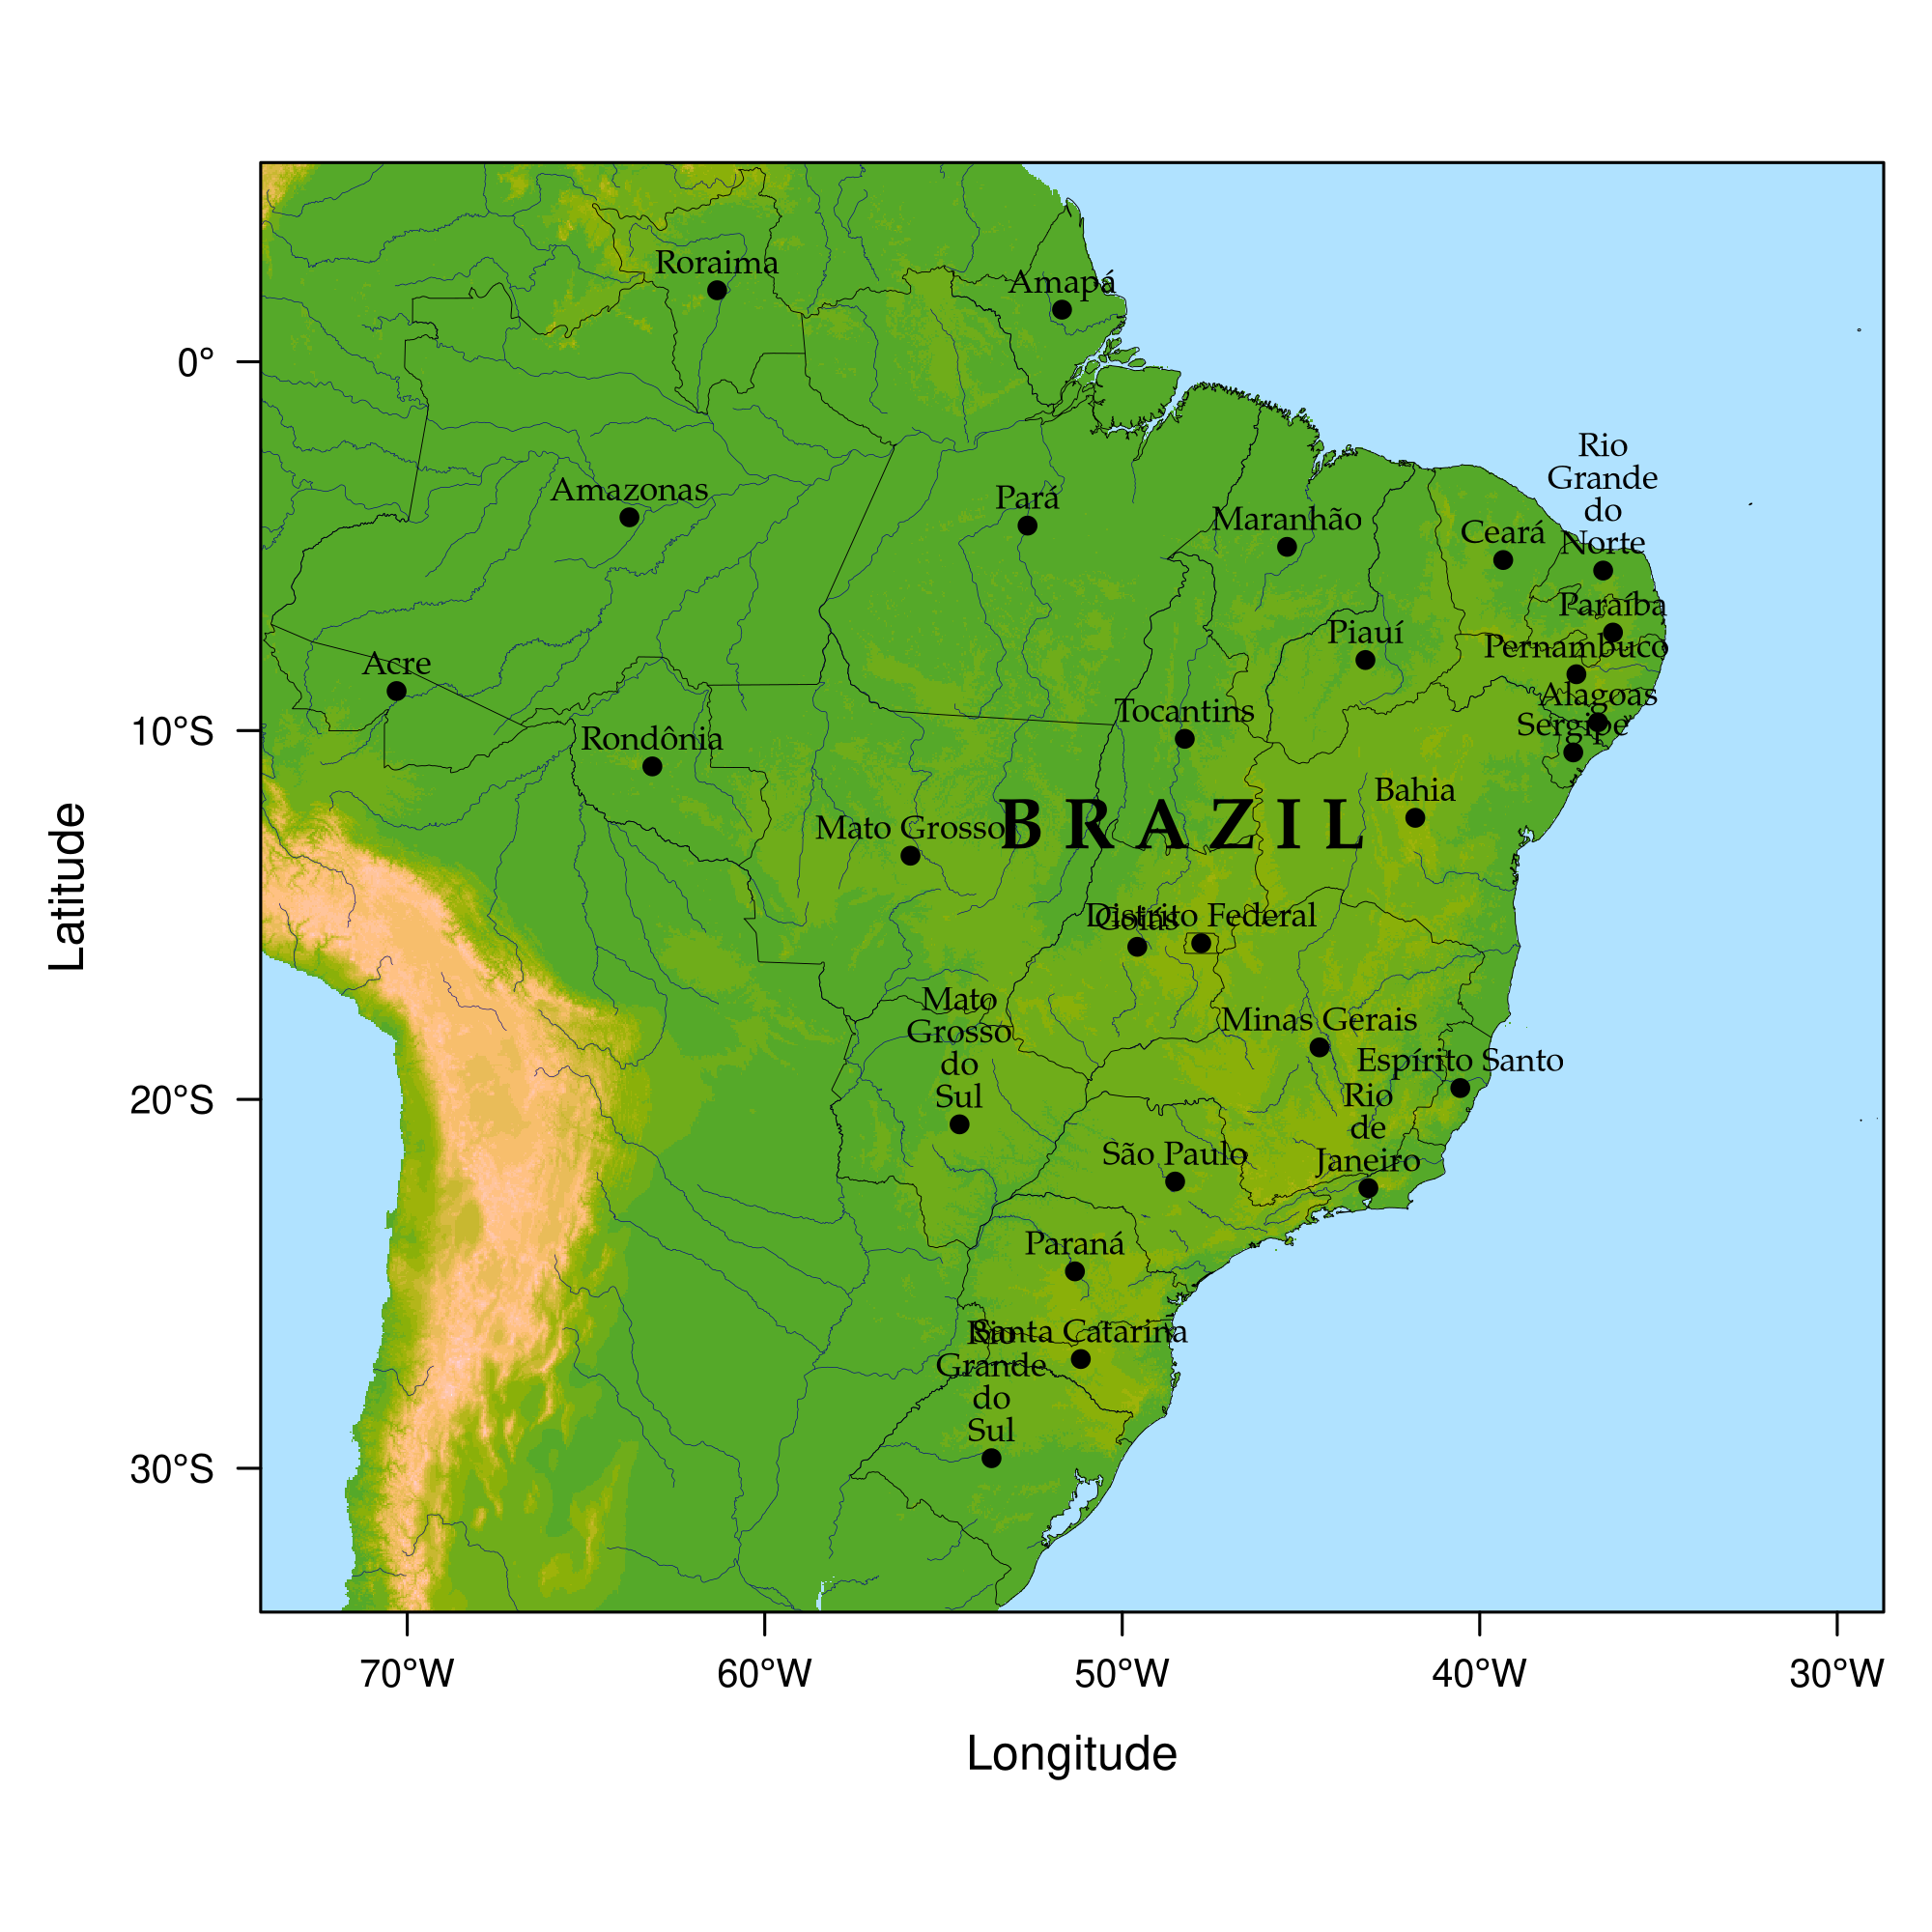 Roraima
Amapá
0°
Rio
Grande
do
Norte
Amazonas
Pará
Maranhão
Ceará
Paraíba
Piauí
Pernambuco
Acre
Alagoas
Tocantins
Sergipe
10°S
Rondônia
Bahia
Mato Grosso
BRAZIL
Distrito Federal
Goiás
Mato
Grosso
do
Sul
Minas Gerais
Espírito Santo
20°S
Rio
de
Janeiro
São Paulo
Paraná
Santa Catarina
Rio
Grande
do
Sul
30°S
70°W
60°W
50°W
40°W
30°W
Longitude
Latitude